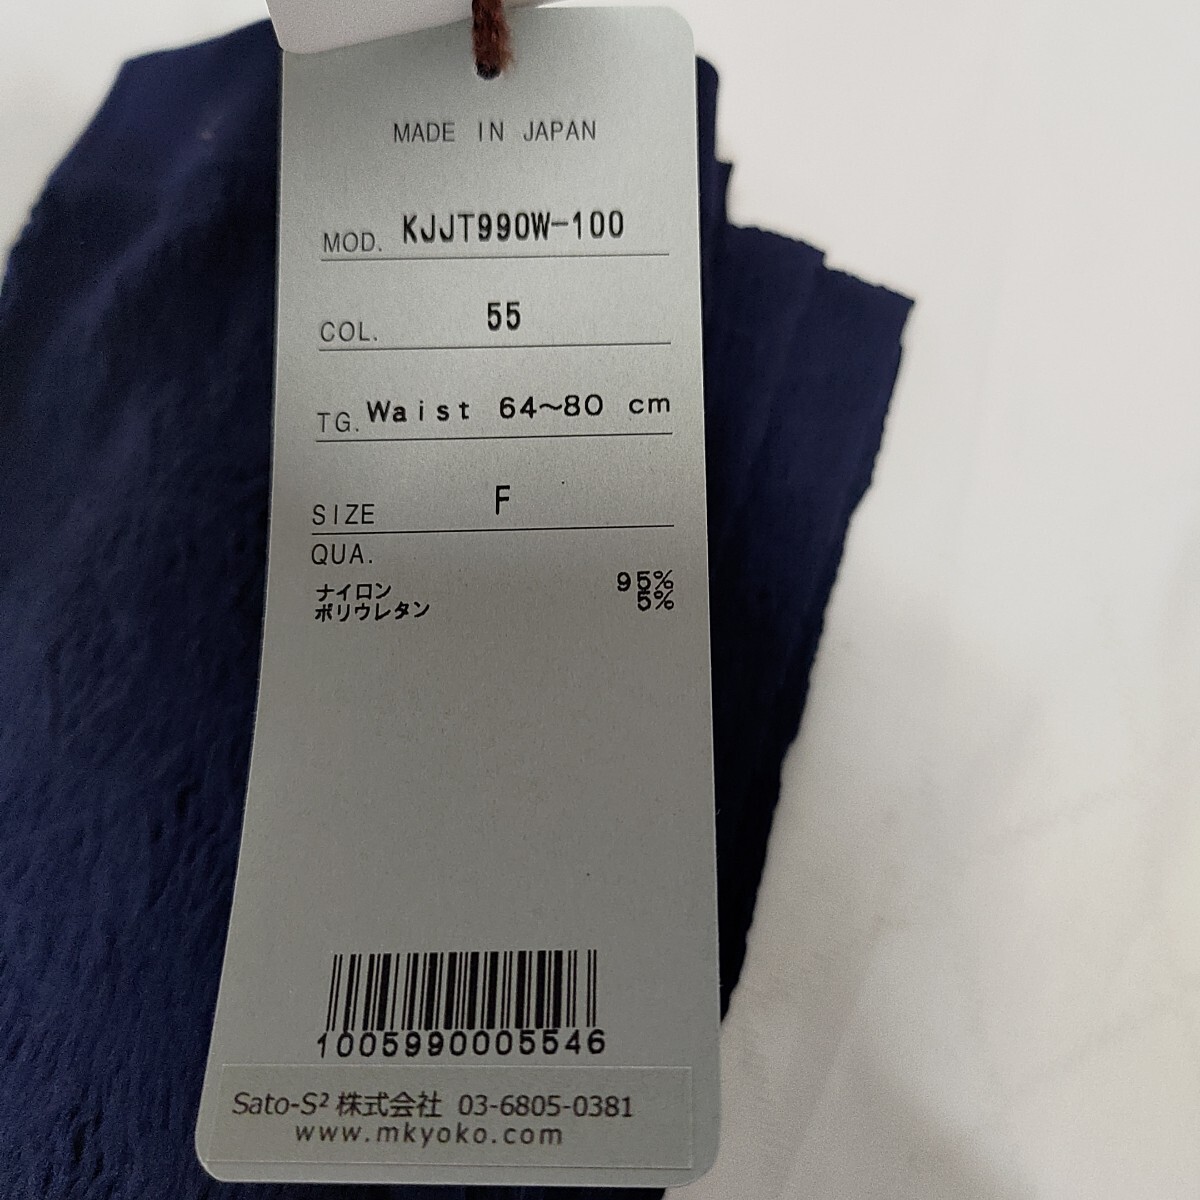 MADE IN JAPAN
MOD. KJJT990W-100
COL. 55
TG. Waist 64~80 cm
SIZE F
QUA.
ナイロン 95%
ポリウレタン 5%
1005990005546
Sato-S² 株式会社 03-6805-0381
www.mkyoko.com